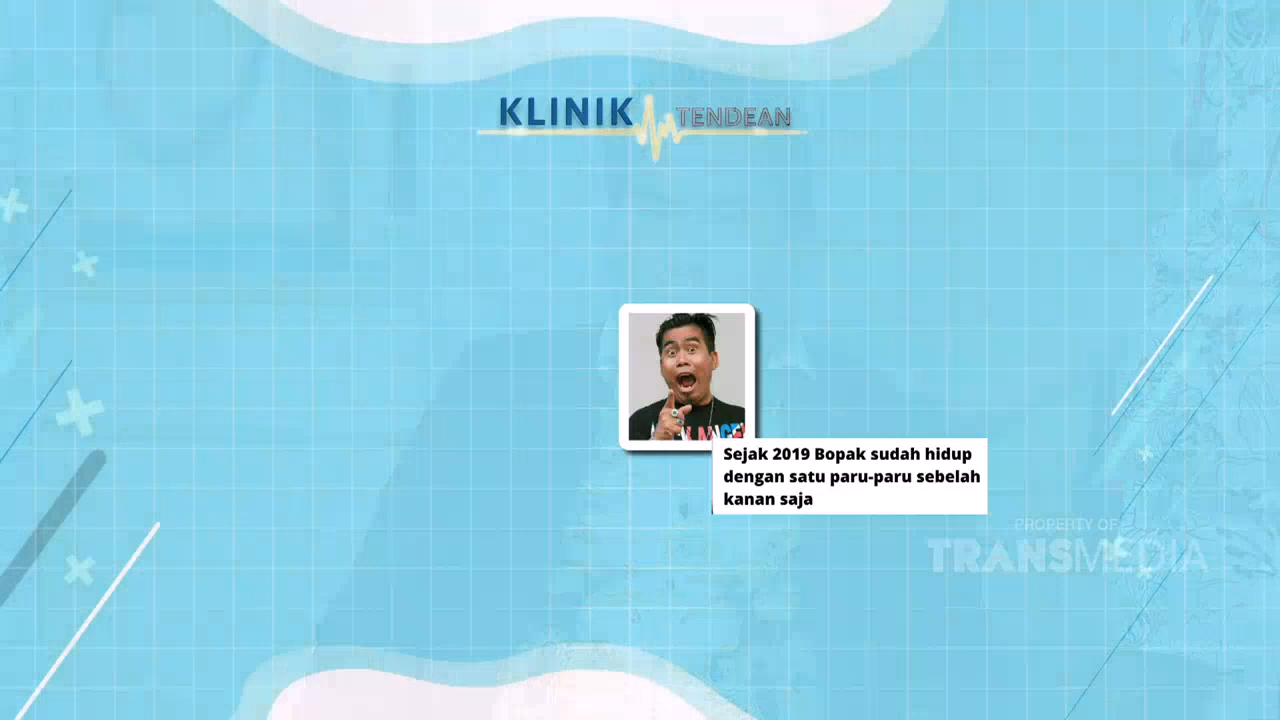 KLINIK TENDEAN
Sejak 2019 Bopak sudah hidup
dengan satu paru-paru sebelah
kanan saja
PROPERTY OF
TRANSMEDIA